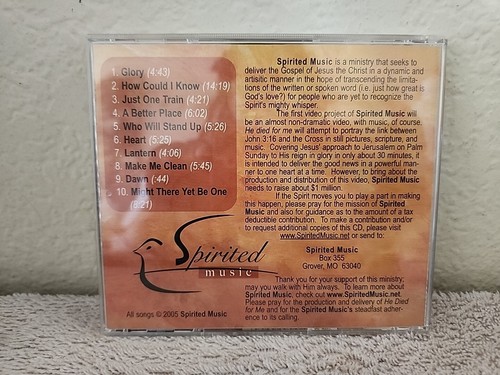 1. Glory (4:43)
2. How Could I Know (14:19)
3. Just One Train (4:21)
4. A Better Place (6:02)
5. Who Will Stand Up (5:26)
6. Heart (5:25)
7. Lantern (4:06)
8. Make Me Clean (5:45)
9. Dawn (:44)
10. Might There Yet Be One
(8:21)
Spirited
music
All songs © 2005 Spirited Music
Spirited Music is a ministry that seeks to
deliver the Gospel of Jesus the Christ in a dynamic and
artisitic manner in the hope of transcending the limita-
tions of the written or spoken word (i.e. just how great is
God's love?) for people who are yet to recognize the
Spirit's mighty whisper.
The first video project of Spirited Music will
be an almost non-dramatic video, with music, of course.
He died for me will attempt to portray the link between
John 3:16 and the Cross in still pictures, scripture, and
music. Covering Jesus' approach to Jerusalem on Palm
Sunday to His reign in glory in only about 30 minutes, it
is intended to deliver the good news in a powerful man-
ner to one heart at a time. However, to bring about the
production and distribution of this video, Spirited Music
needs to raise about $1 million.
If the Spirit moves you to play a part in making
this happen, please pray for the mission of Spirited
Music and also for guidance as to the amount of a tax
deductible contribution. To make a contribution and/or
to request additional copies of this CD, please visit
www.SpiritedMusic.net or send to:
Spirited Music
Box 355
Grover, MO 63040
Thank you for your support of this ministry;
may you walk with Him always. To learn more about
Spirited Music, check out www.SpiritedMusic.net.
Please pray for the production and delivery of He Died
for Me and for the Spirited Music's steadfast adher-
ence to its calling.